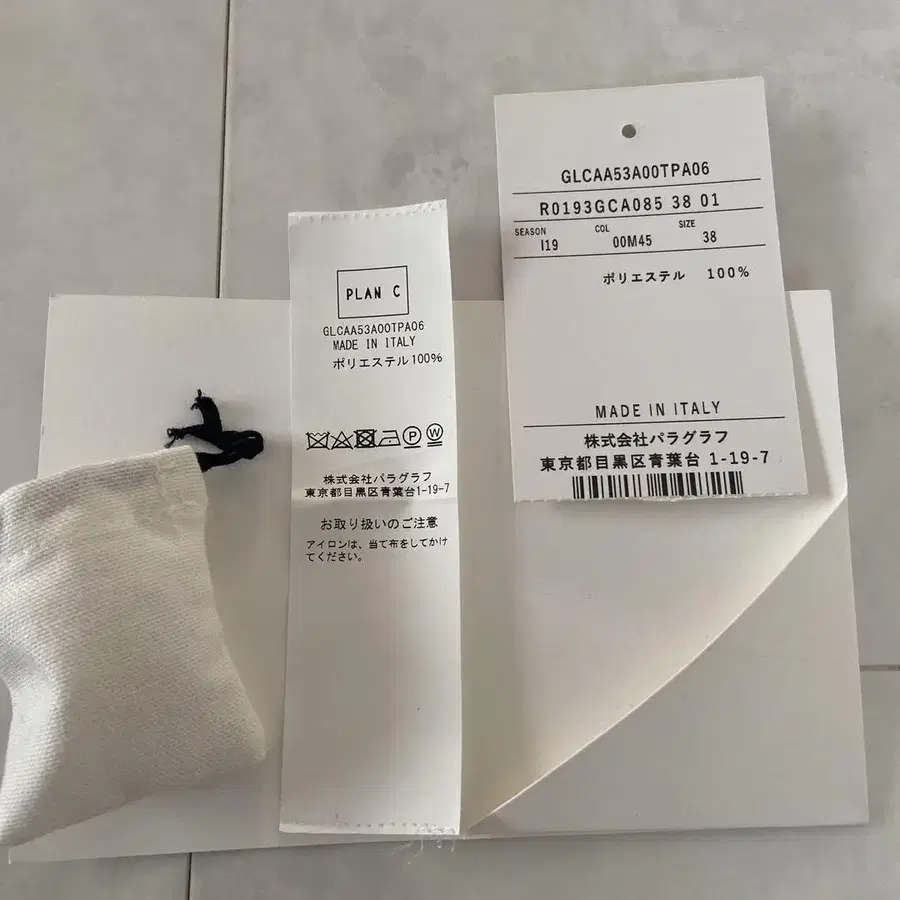 PLAN C
GLCAA53A00TPA06
MADE IN ITALY
ポリエステル100%
P
W
株式会社パラグラフ
東京都目黒区青葉台1-19-7
お取り扱いのご注意
アイロンは、当て布をしてかけ
てください。
GLCAA53A00TPA06
R0193GCA085 38 01
SEASON COL SIZE
I19 00M45 38
ポリエステル 100%
MADE IN ITALY
株式会社パラグラフ
東京都目黒区青葉台 1-19-7